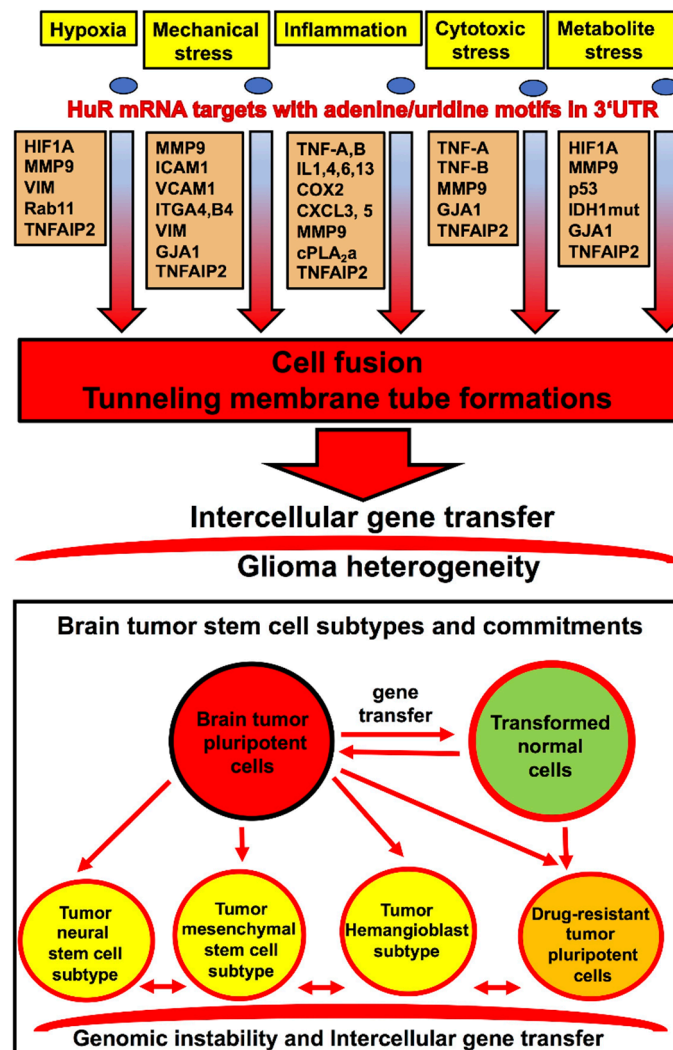 Hypoxia
Mechanical
stress
Inflammation
Cytotoxic
stress
Metabolite
stress
HuR mRNA targets with adenine/uridine motifs in 3‘UTR
HIF1A
MMP9
VIM
Rab11
TNFAIP2
MMP9
ICAM1
VCAM1
ITGA4,B4
VIM
GJA1
TNFAIP2
TNF-A,B
IL1,4,6,13
COX2
CXCL3, 5
MMP9
cPLA₂a
TNFAIP2
TNF-A
TNF-B
MMP9
GJA1
TNFAIP2
HIF1A
MMP9
p53
IDH1mut
GJA1
TNFAIP2
Cell fusion
Tunneling membrane tube formations
Intercellular gene transfer
Glioma heterogeneity
Brain tumor stem cell subtypes and commitments
Brain tumor
pluripotent
cells
gene
transfer
Transformed
normal
cells
Tumor
neural
stem cell
subtype
Tumor
mesenchymal
stem cell
subtype
Tumor
Hemangioblast
subtype
Drug-resistant
tumor
pluripotent
cells
Genomic instability and Intercellular gene transfer